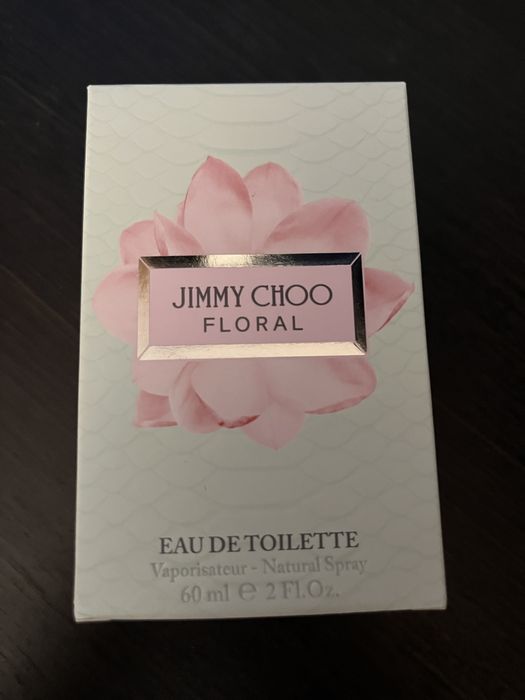 JIMMY CHOO
FLORAL
EAU DE TOILETTE
Vaporisateur - Natural Spray
60 ml ℮ 2 Fl.Oz.